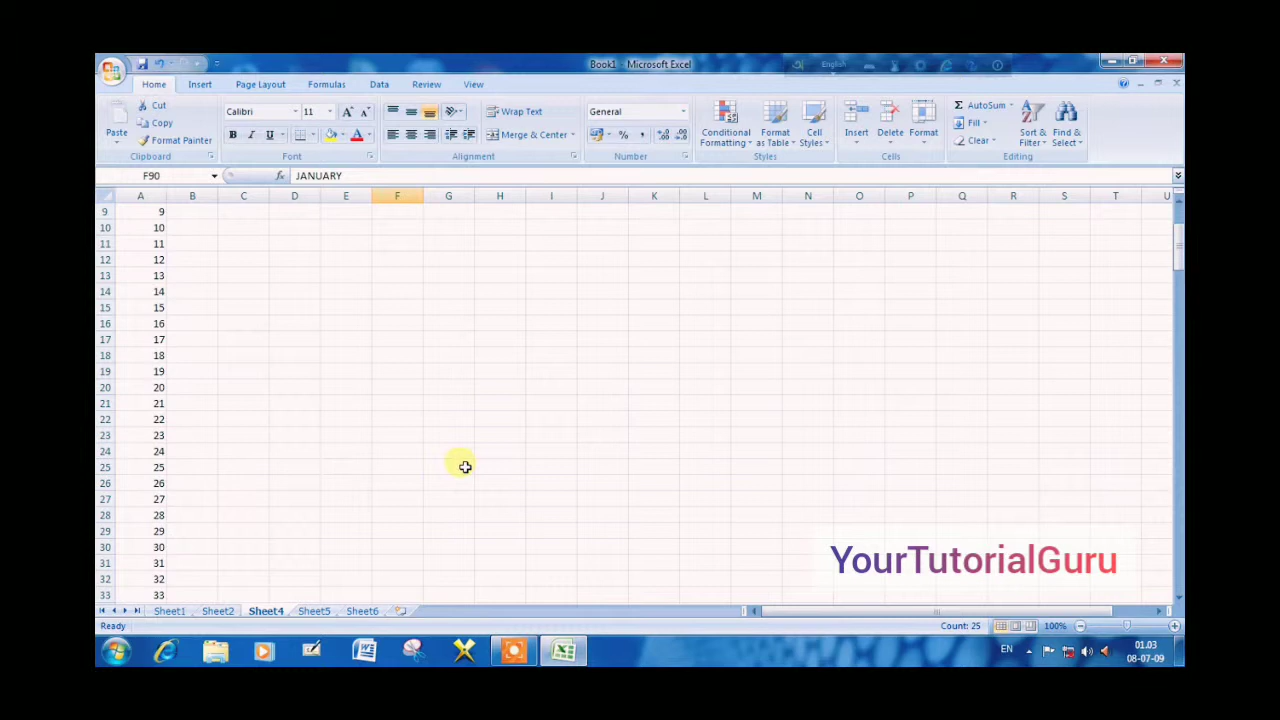 Book1 - Microsoft Excel
English
Home Insert Page Layout Formulas Data Review View
Paste
Cut
Copy
Format Painter
Clipboard
Calibri 11
B I U
Font
Wrap Text
Merge & Center
Alignment
General
Number
Conditional Formatting
Format as Table
Cell Styles
Styles
Insert
Delete
Format
Cells
AutoSum
Fill
Clear
Sort & Filter
Find & Select
Editing
F90 fx JANUARY
A B C D E F G H I J K L M N O P Q R S T U
9 9
10 10
11 11
12 12
13 13
14 14
15 15
16 16
17 17
18 18
19 19
20 20
21 21
22 22
23 23
24 24
25 25
26 26
27 27
28 28
29 29
30 30
31 31
32 32
33 33
YourTutorialGuru
Sheet1 Sheet2 Sheet4 Sheet5 Sheet6
Ready Count: 25 100%
EN 01.03
08-07-09